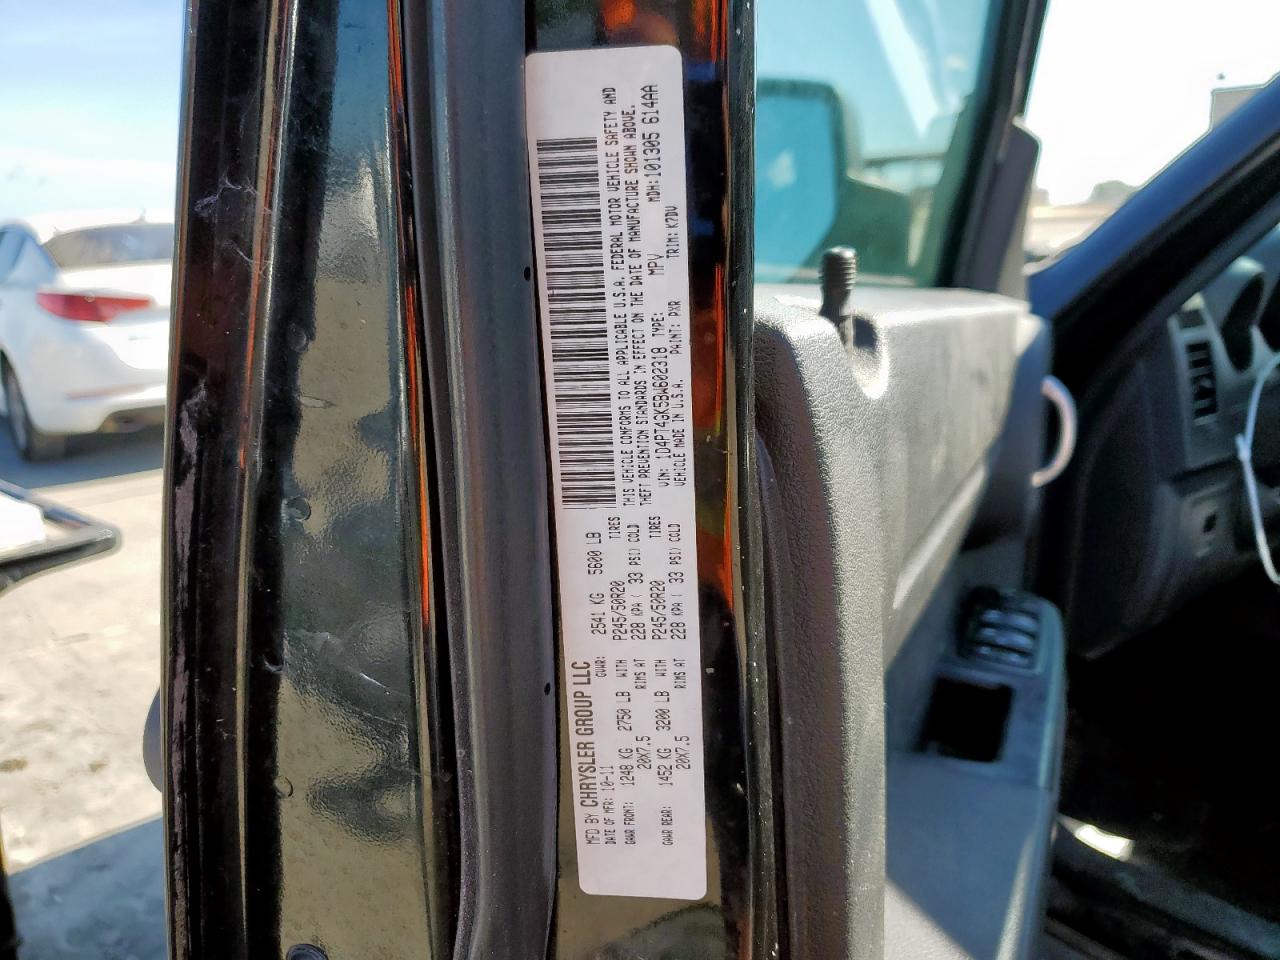 MFD BY CHRYSLER GROUP LLC
DATE OF MFR: 10-11 GVWR: 2541 KG 5600 LB
GAWR FRONT: 1248 KG 2750 LB WITH P245/50R20 TIRES
20X7.5 RIMS AT 228 KPA ( 33 PSI) COLD
GAWR REAR: 1452 KG 3200 LB WITH P245/50R20 TIRES
20X7.5 RIMS AT 228 KPA ( 33 PSI) COLD
THIS VEHICLE CONFORMS TO ALL APPLICABLE U.S.A. FEDERAL MOTOR VEHICLE SAFETY AND
THEFT PREVENTION STANDARDS IN EFFECT ON THE DATE OF MANUFACTURE SHOWN ABOVE.
VIN: 1D4PT4GK5BW602318 TYPE: MPV MDH:101305 614AA
VEHICLE MADE IN U.S.A. PAINT: PXR TRIM: K7DV